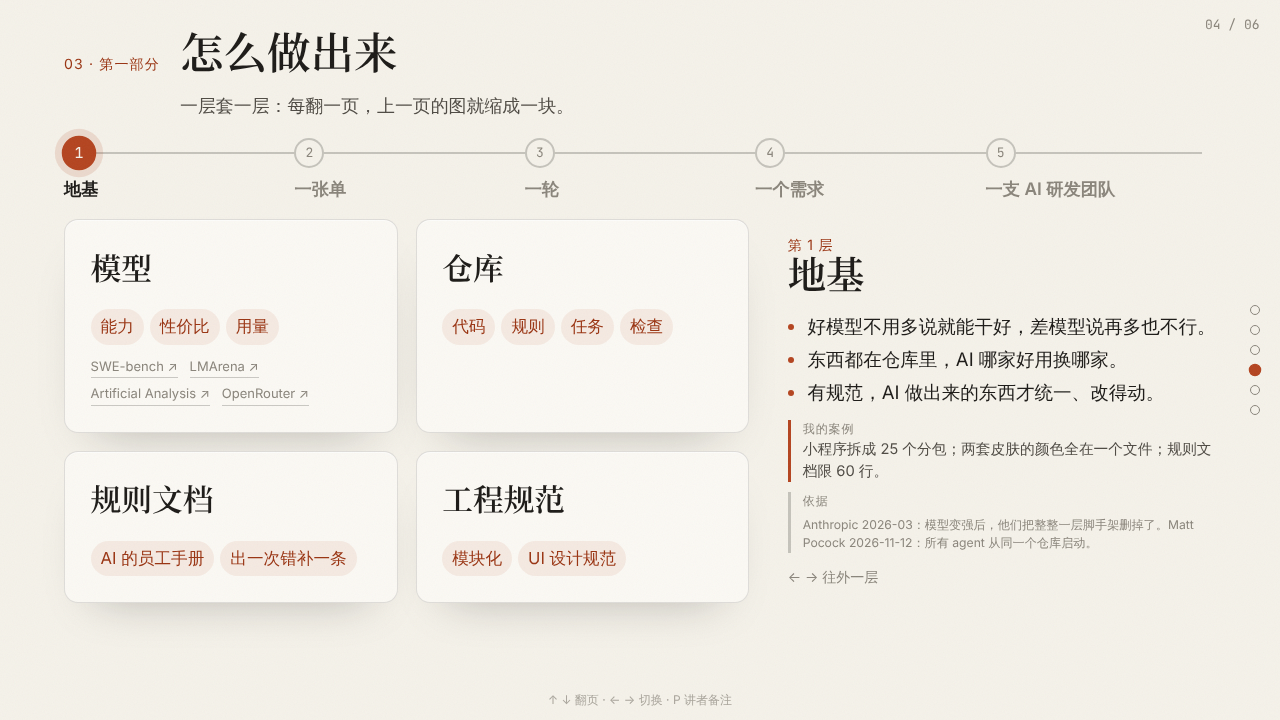 04 / 06
03 · 第一部分
怎么做出来
一层套一层：每翻一页，上一页的图就缩成一块。
1
2
3
4
5
地基
一张单
一轮
一个需求
一支 AI 研发团队
模型
能力
性价比
用量
SWE-bench ↗
LMArena ↗
Artificial Analysis ↗
OpenRouter ↗
仓库
代码
规则
任务
检查
规则文档
AI 的员工手册
出一次错补一条
工程规范
模块化
UI 设计规范
第 1 层
地基
好模型不用多说就能干好，差模型说再多也不行。
东西都在仓库里，AI 哪家好用换哪家。
有规范，AI 做出来的东西才统一、改得动。
我的案例
小程序拆成 25 个分包；两套皮肤的颜色全在一个文件；规则文
档限 60 行。
依据
Anthropic 2026-03：模型变强后，他们把整整一层脚手架删掉了。Matt
Pocock 2026-11-12：所有 agent 从同一个仓库启动。
← → 往外一层
↑ ↓ 翻页 · ← → 切换 · P 讲者备注